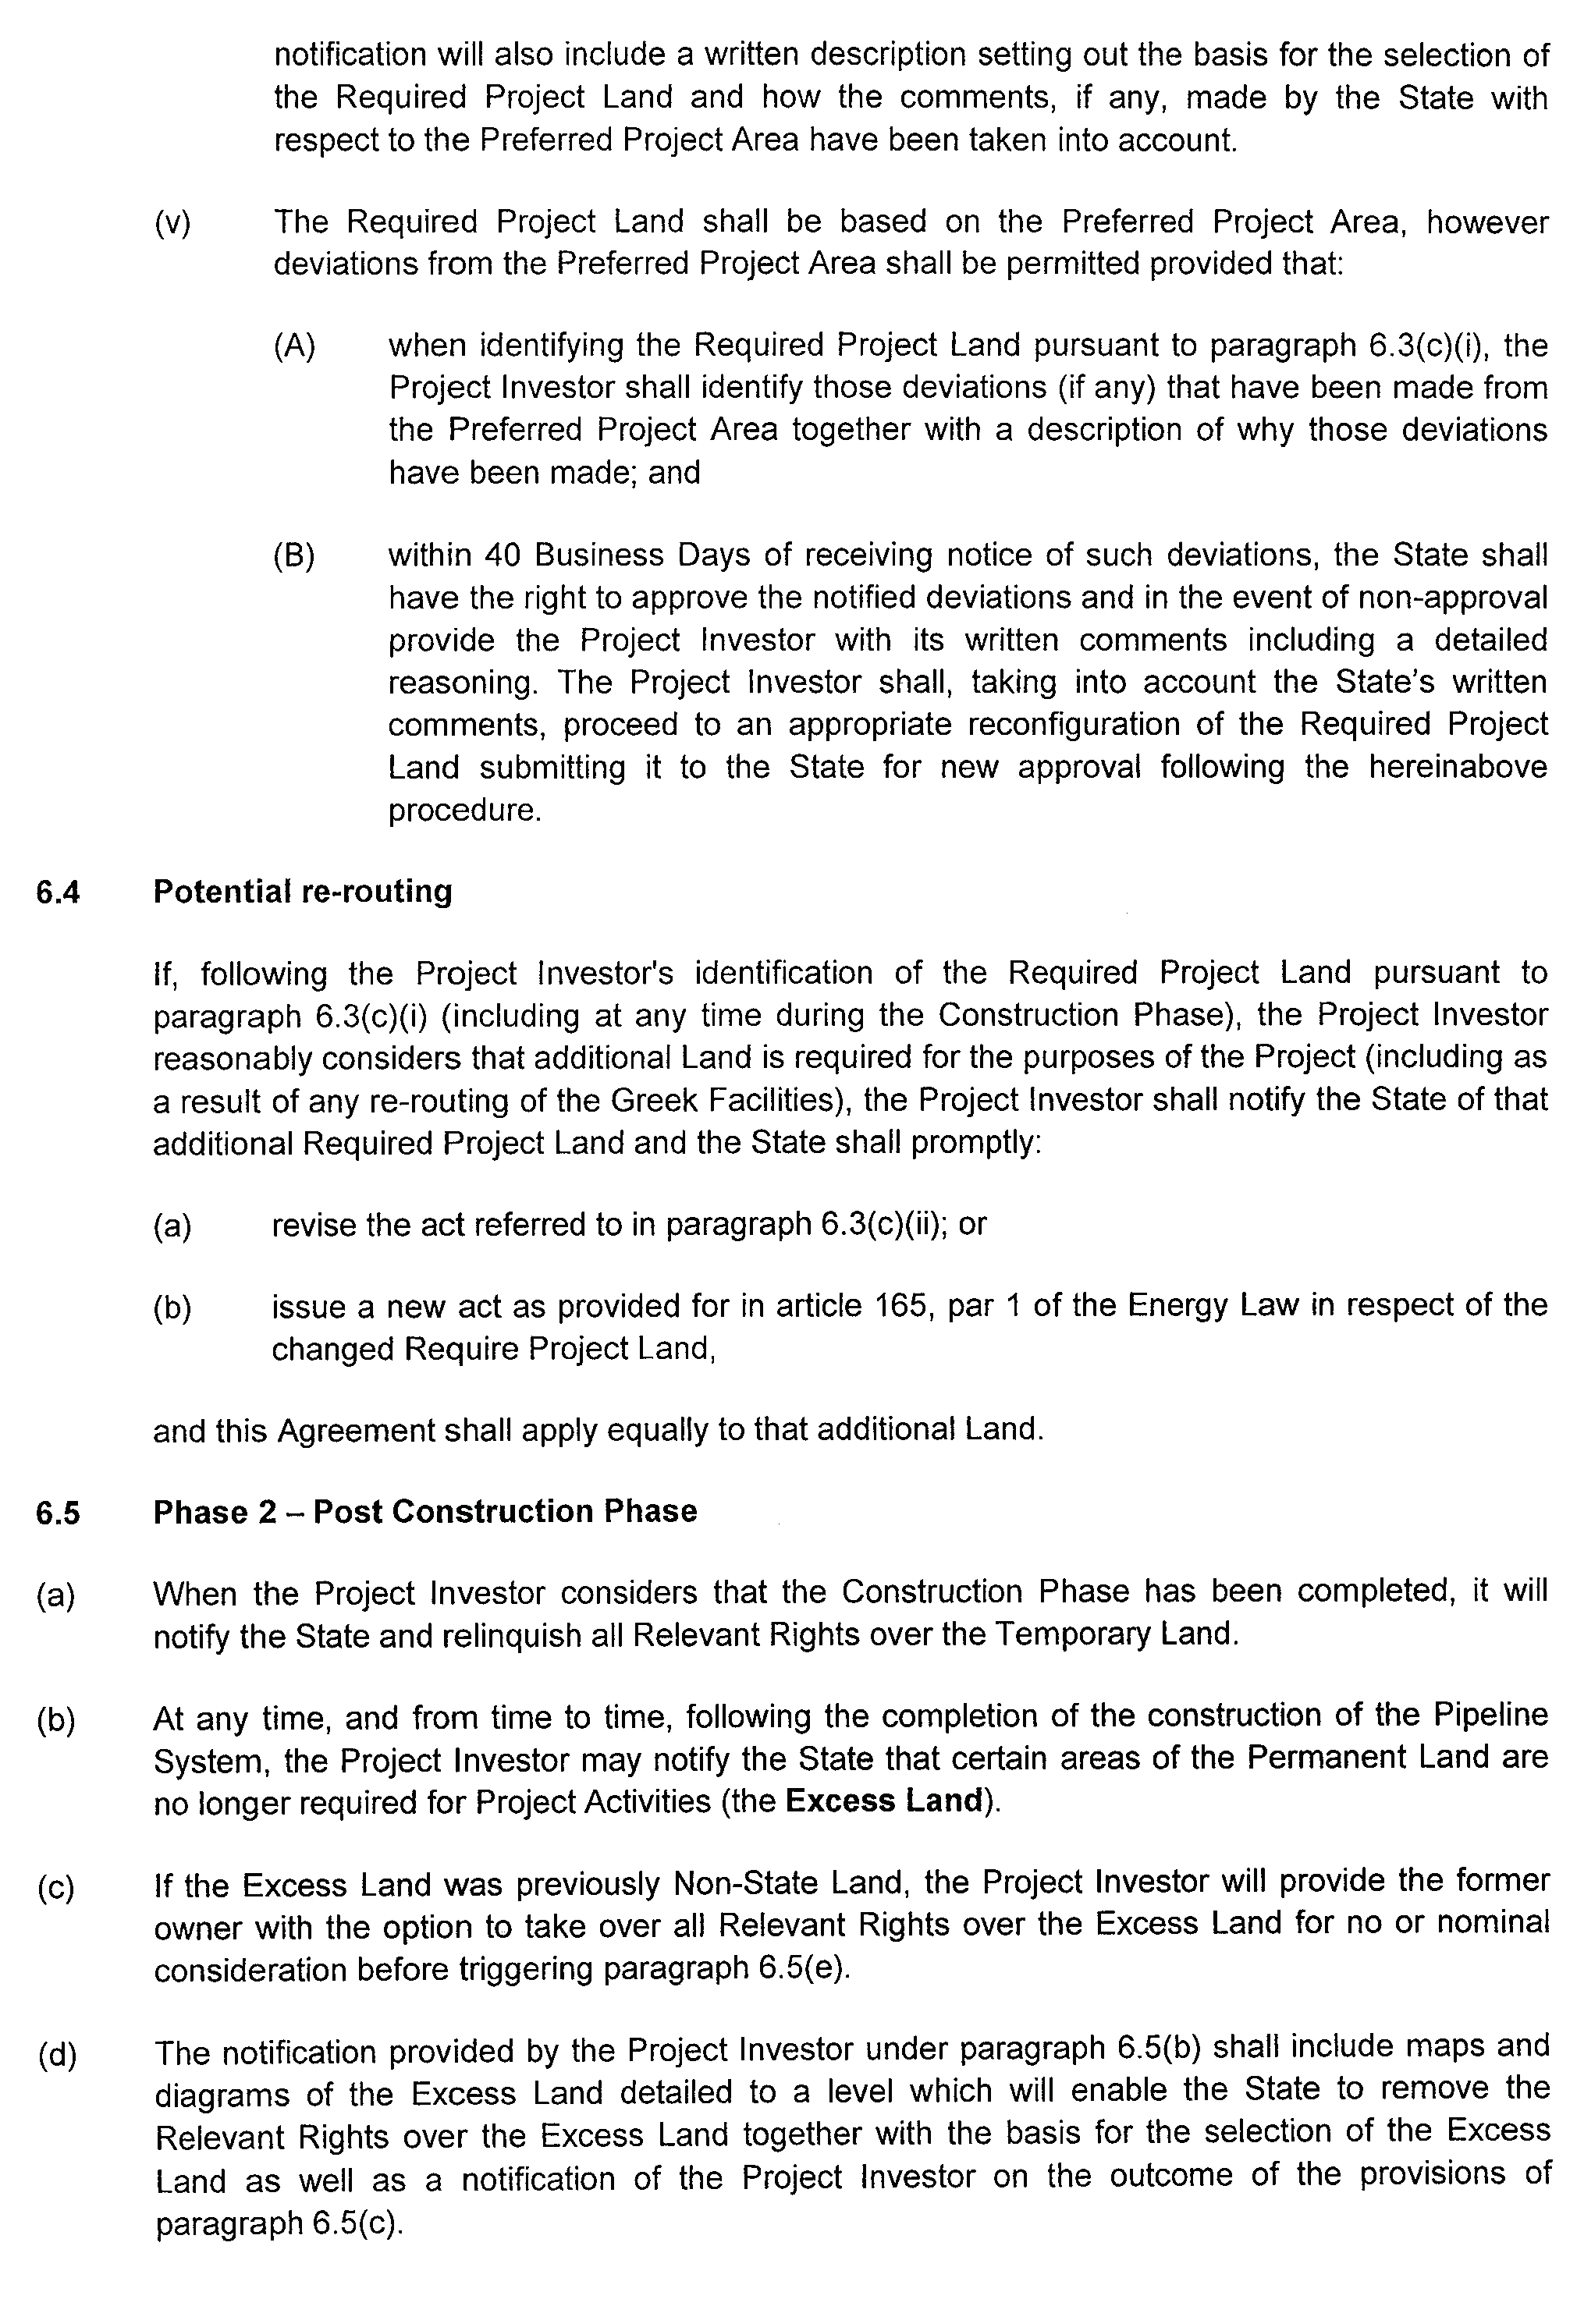 notification will also include a written description setting out the basis for the selection of
the Required Project Land and how the comments, if any, made by the State with
respect to the Preferred Project Area have been taken into account.
(v) The Required Project Land shall be based on the Preferred Project Area, however
deviations from the Preferred Project Area shall be permitted provided that:
(A) when identifying the Required Project Land pursuant to paragraph 6.3(c)(i), the
Project Investor shall identify those deviations (if any) that have been made from
the Preferred Project Area together with a description of why those deviations
have been made; and
(B) within 40 Business Days of receiving notice of such deviations, the State shall
have the right to approve the notified deviations and in the event of non-approval
provide the Project Investor with its written comments including a detailed
reasoning. The Project Investor shall, taking into account the State's written
comments, proceed to an appropriate reconfiguration of the Required Project
Land submitting it to the State for new approval following the hereinabove
procedure.
6.4 Potential re-routing
If, following the Project Investor's identification of the Required Project Land pursuant to
paragraph 6.3(c)(i) (including at any time during the Construction Phase), the Project Investor
reasonably considers that additional Land is required for the purposes of the Project (including as
a result of any re-routing of the Greek Facilities), the Project Investor shall notify the State of that
additional Required Project Land and the State shall promptly:
(a) revise the act referred to in paragraph 6.3(c)(ii); or
(b) issue a new act as provided for in article 165, par 1 of the Energy Law in respect of the
changed Require Project Land,
and this Agreement shall apply equally to that additional Land.
6.5 Phase 2 – Post Construction Phase
(a) When the Project Investor considers that the Construction Phase has been completed, it will
notify the State and relinquish all Relevant Rights over the Temporary Land.
(b) At any time, and from time to time, following the completion of the construction of the Pipeline
System, the Project Investor may notify the State that certain areas of the Permanent Land are
no longer required for Project Activities (the Excess Land).
(c) If the Excess Land was previously Non-State Land, the Project Investor will provide the former
owner with the option to take over all Relevant Rights over the Excess Land for no or nominal
consideration before triggering paragraph 6.5(e).
(d) The notification provided by the Project Investor under paragraph 6.5(b) shall include maps and
diagrams of the Excess Land detailed to a level which will enable the State to remove the
Relevant Rights over the Excess Land together with the basis for the selection of the Excess
Land as well as a notification of the Project Investor on the outcome of the provisions of
paragraph 6.5(c).